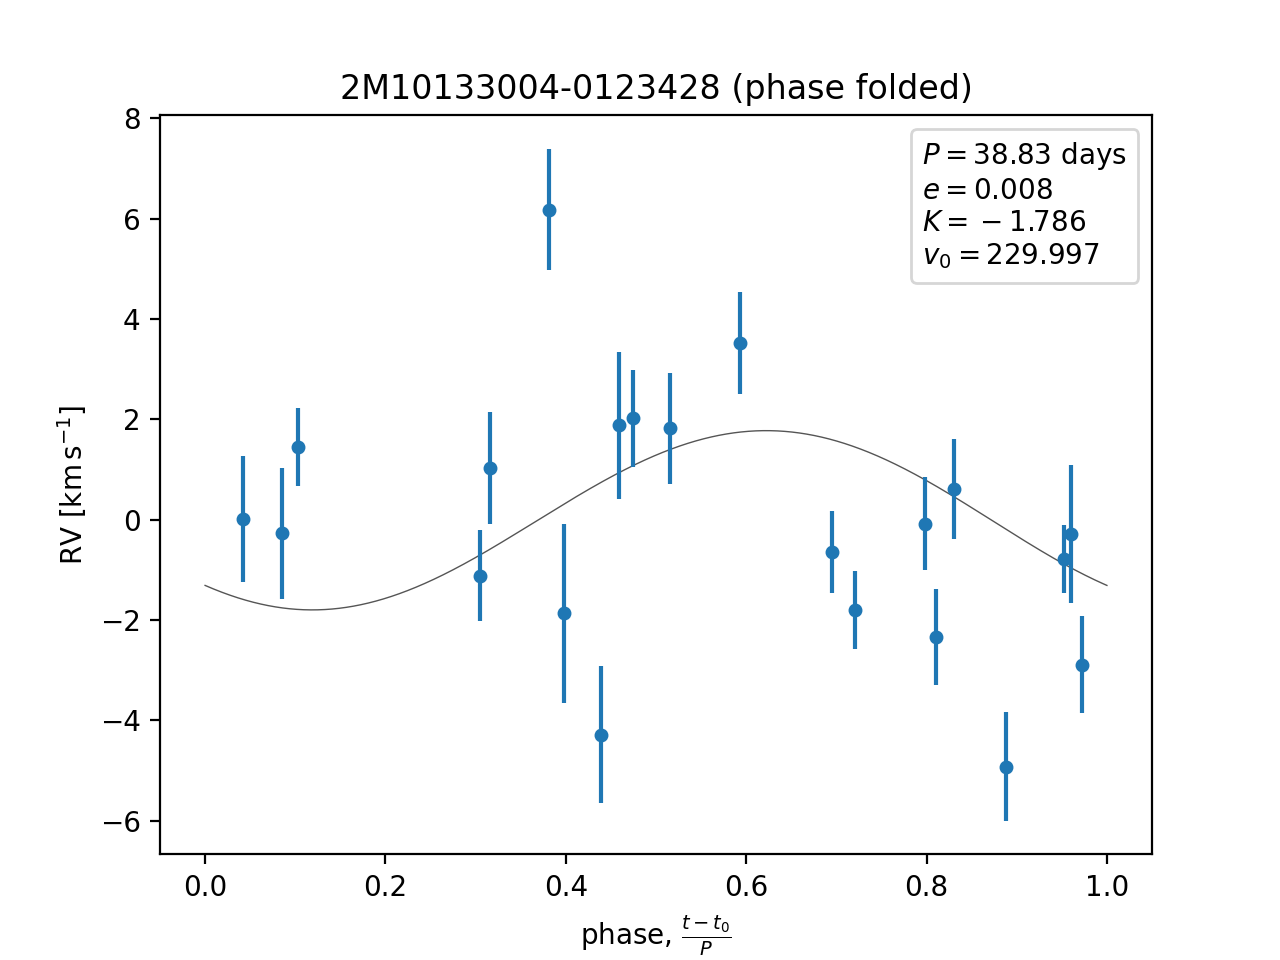 2M10133004-0123428 (phase folded)
P = 38.83 days
e = 0.008
K = −1.786
v₀ = 229.997
RV [km s⁻¹]
8
6
4
2
0
−2
−4
−6
0.0 0.2 0.4 0.6 0.8 1.0
phase, (t − t₀)/P